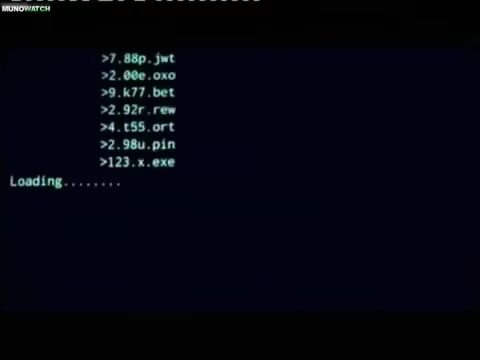 MUNOWATCH
>7.88p.jwt
>2.00e.oxo
>9.k77.bet
>2.92r.rew
>4.t55.ort
>2.98u.pin
>123.x.exe
Loading........